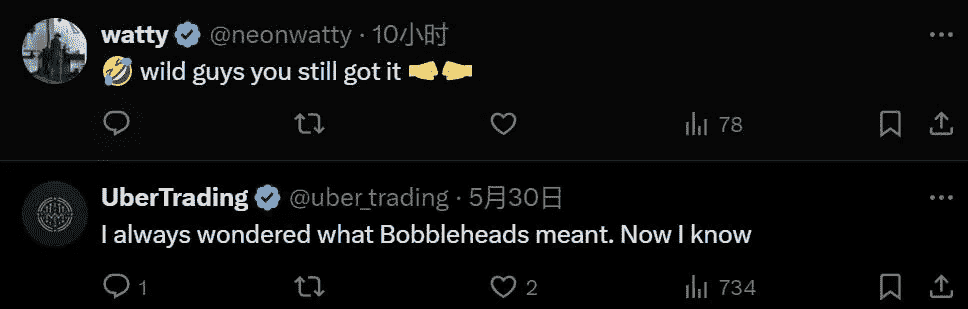 watty @neonwatty · 10小时
🤣 wild guys you still got it 🤜🤛
78
UberTrading @uber_trading · 5月30日
I always wondered what Bobbleheads meant. Now I know
1 2 734